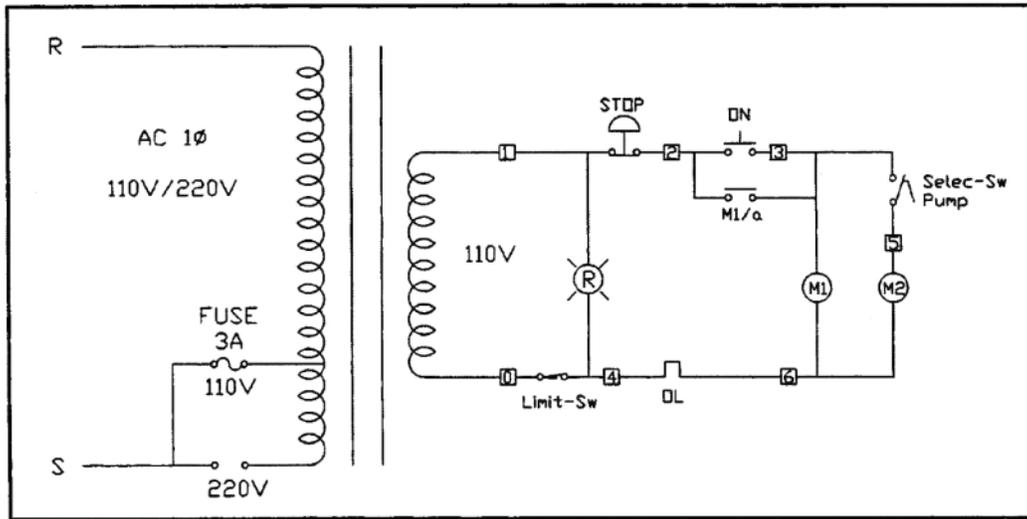 R
AC 1Ø
110V/220V
FUSE
3A
110V
S
220V
110V
STOP
ON
1
2
3
M1/a
Selec-Sw
Pump
5
R
M1
M2
0
Limit-Sw
4
OL
6